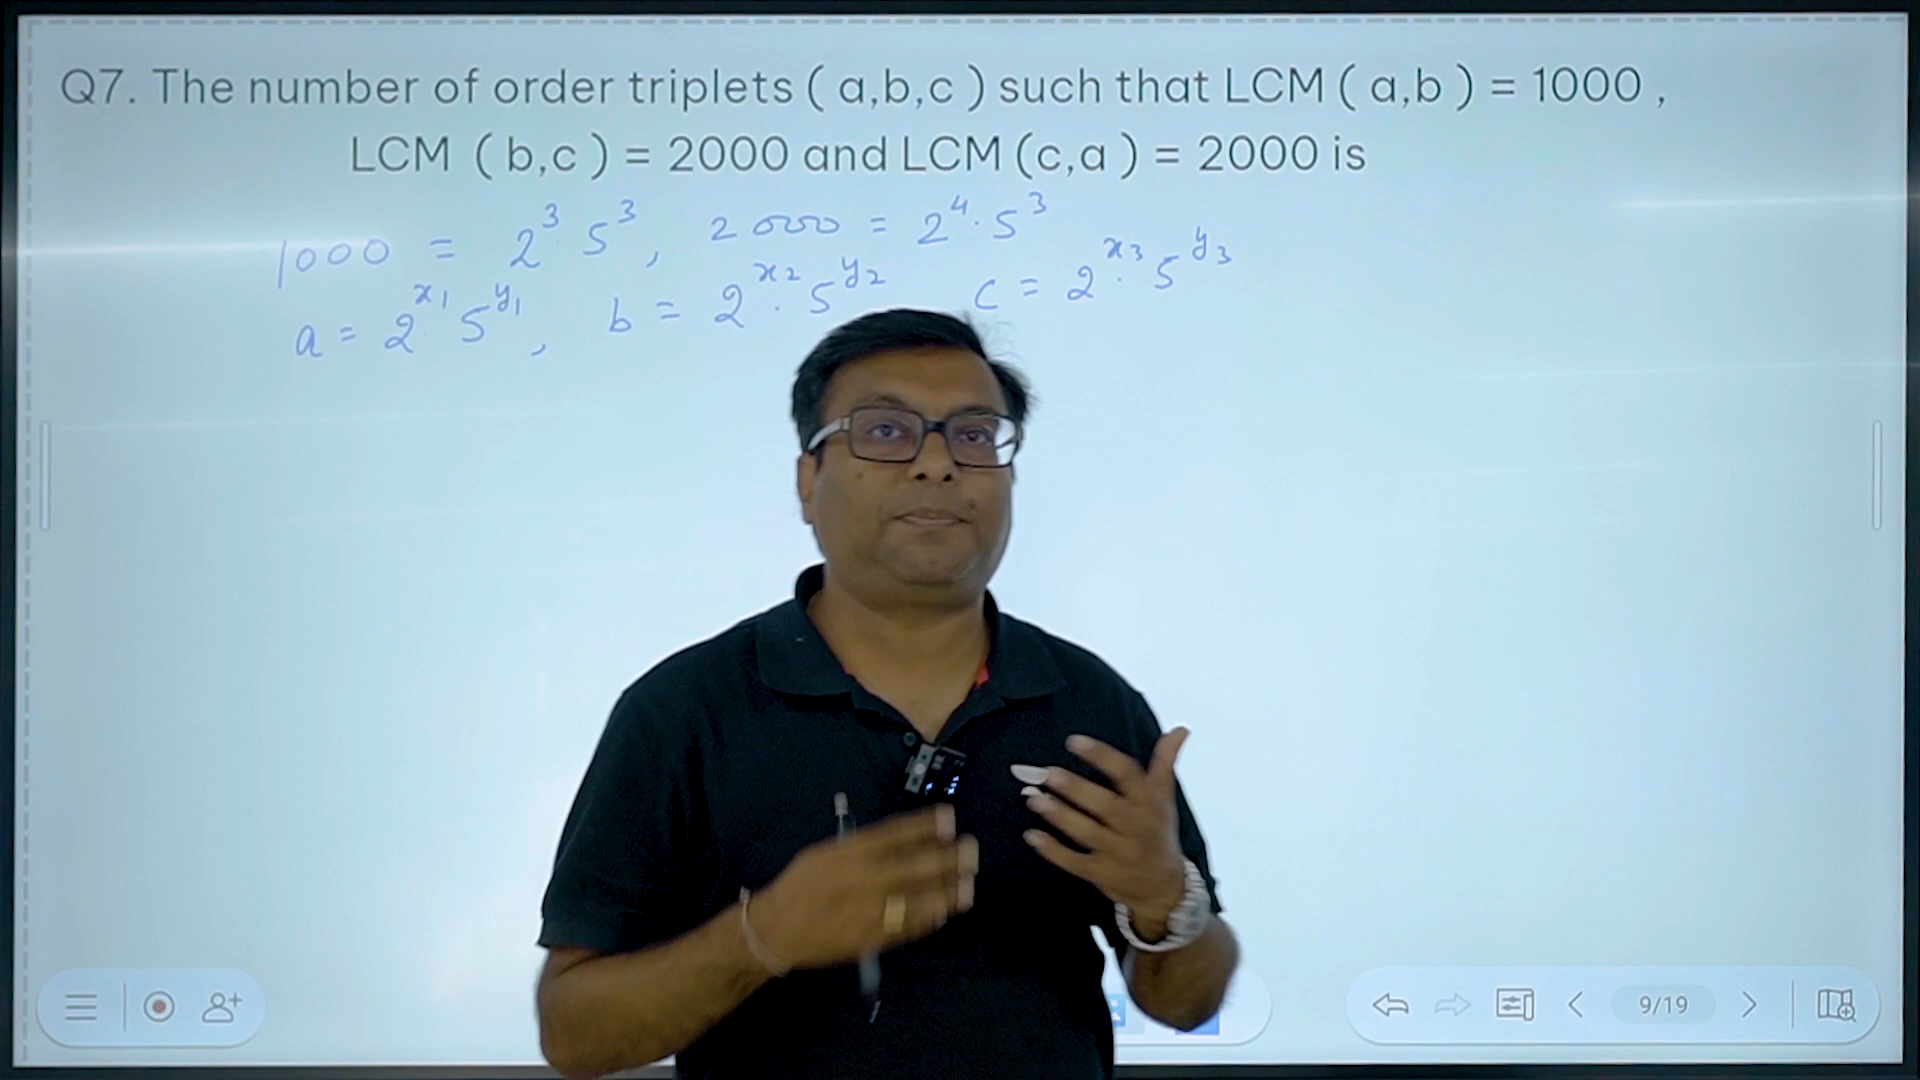 Q7. The number of order triplets ( a,b,c ) such that LCM ( a,b ) = 1000 ,
LCM ( b,c ) = 2000 and LCM (c,a ) = 2000 is
1000 = 2³ · 5³ , 2000 = 2⁴ · 5³
a = 2^x₁ · 5^y₁ , b = 2^x₂ · 5^y₂ c = 2^x₃ · 5^y₃
9/19